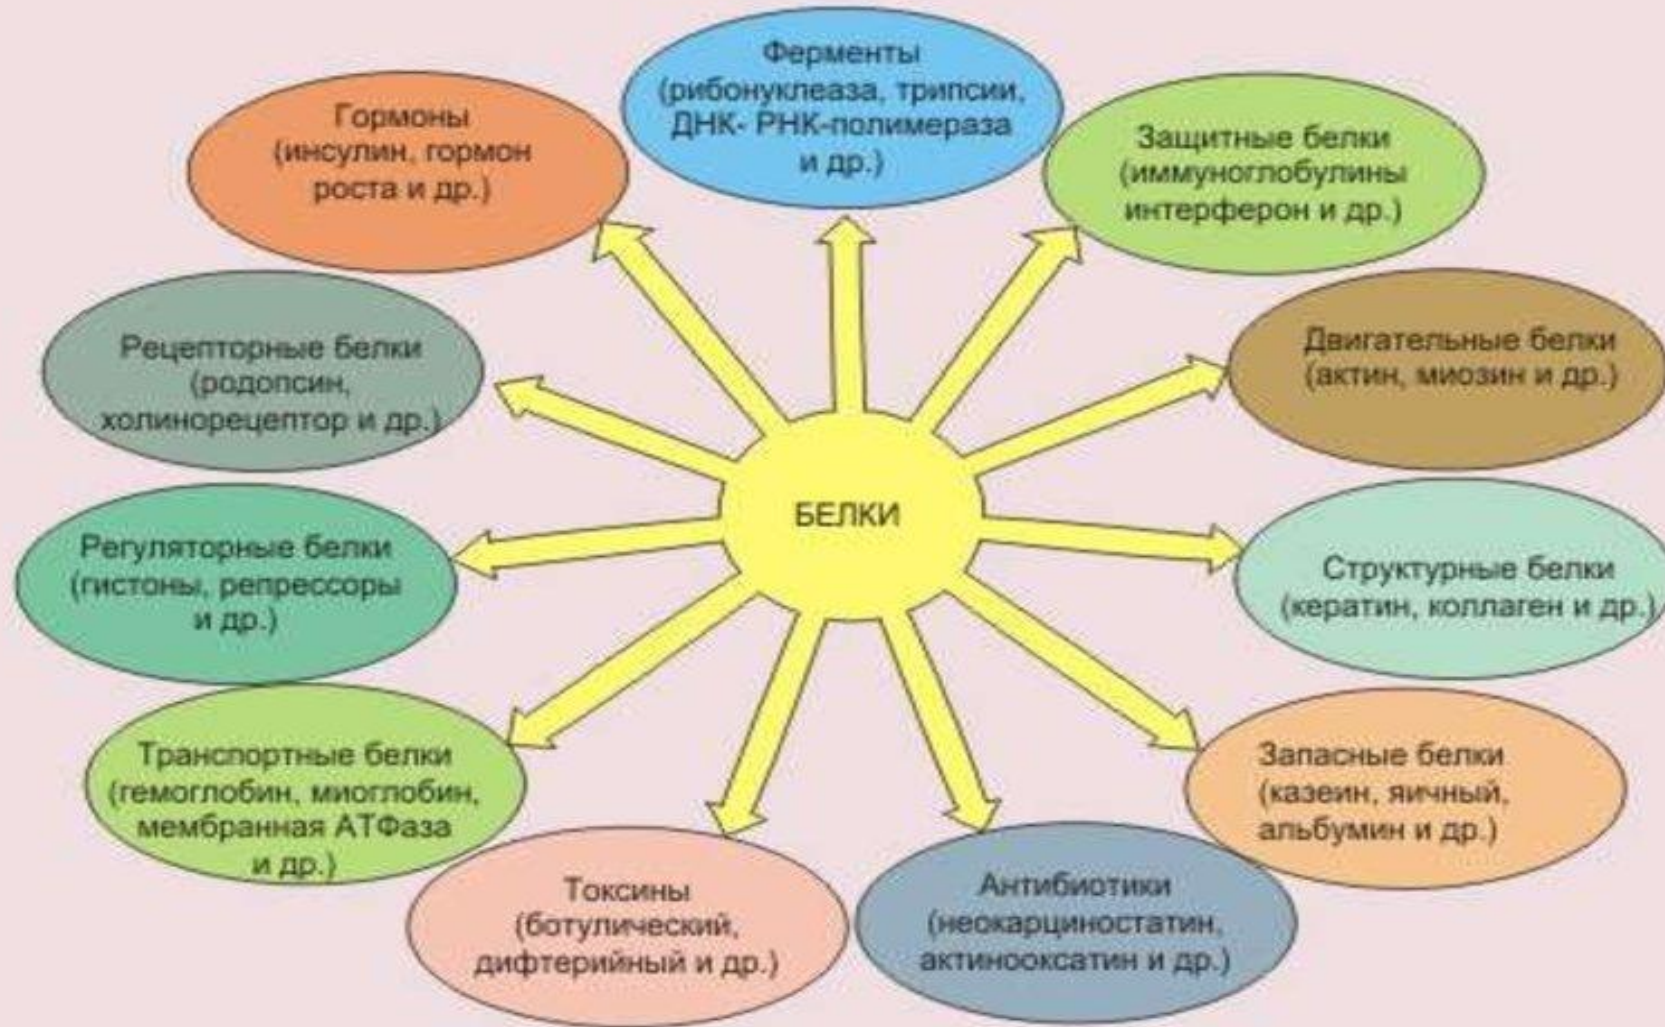 Ферменты
(рибонуклеаза, трипсии,
ДНК- РНК-полимераза
и др.)
Гормоны
(инсулин, гормон
роста и др.)
Защитные белки
(иммуноглобулины
интерферон и др.)
Рецепторные белки
(родопсин,
холинорецептор и др.)
Двигательные белки
(актин, миозин и др.)
БЕЛКИ
Регуляторные белки
(гистоны, репрессоры
и др.)
Структурные белки
(кератин, коллаген и др.)
Транспортные белки
(гемоглобин, миоглобин,
мембранная АТФаза
и др.)
Запасные белки
(казеин, яичный,
альбумин и др.)
Токсины
(ботулический,
дифтерийный и др.)
Антибиотики
(неокарциностатин,
актинооксатин и др.)